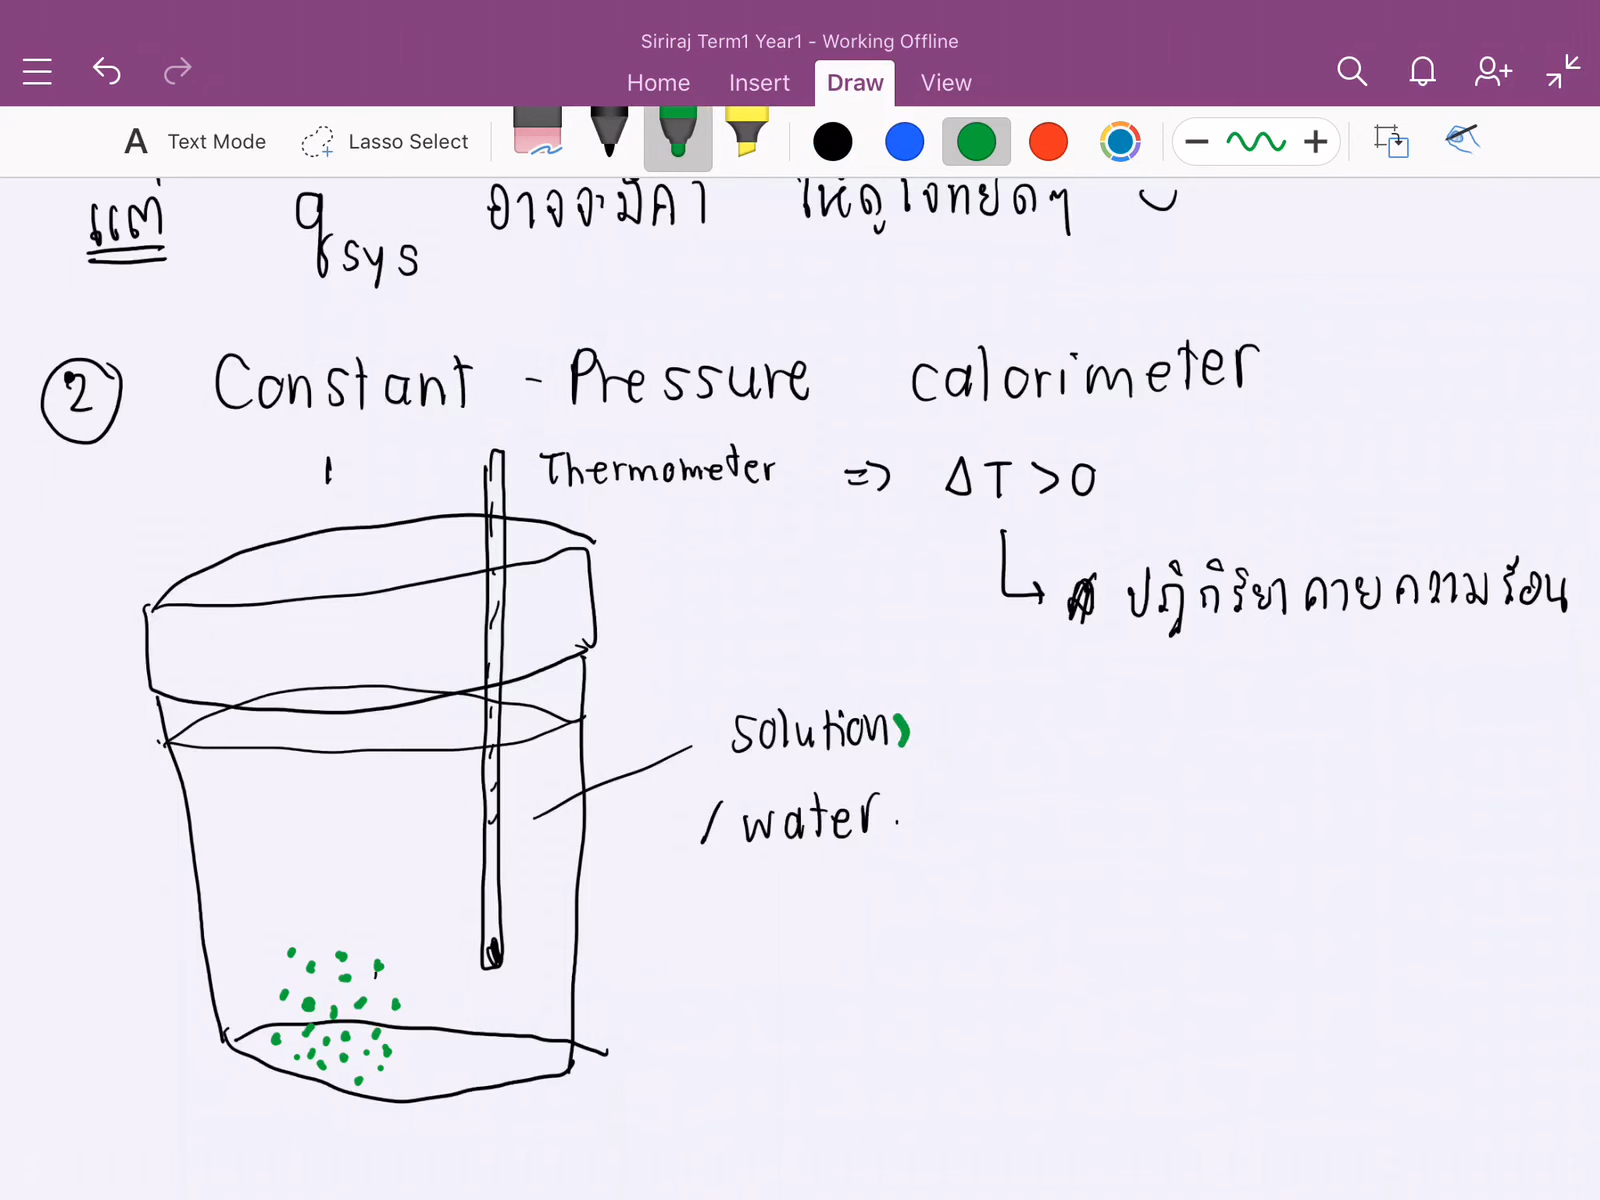 Siriraj Term1 Year1 - Working Offline
Home Insert Draw View
A Text Mode Lasso Select
แต่ qsys อาจจะมีค่า ให้ดูโจทย์ดีๆ
2 Constant - Pressure calorimeter
Thermometer => ΔT > 0
ปฏิกิริยาคายความร้อน
solution
/ water.